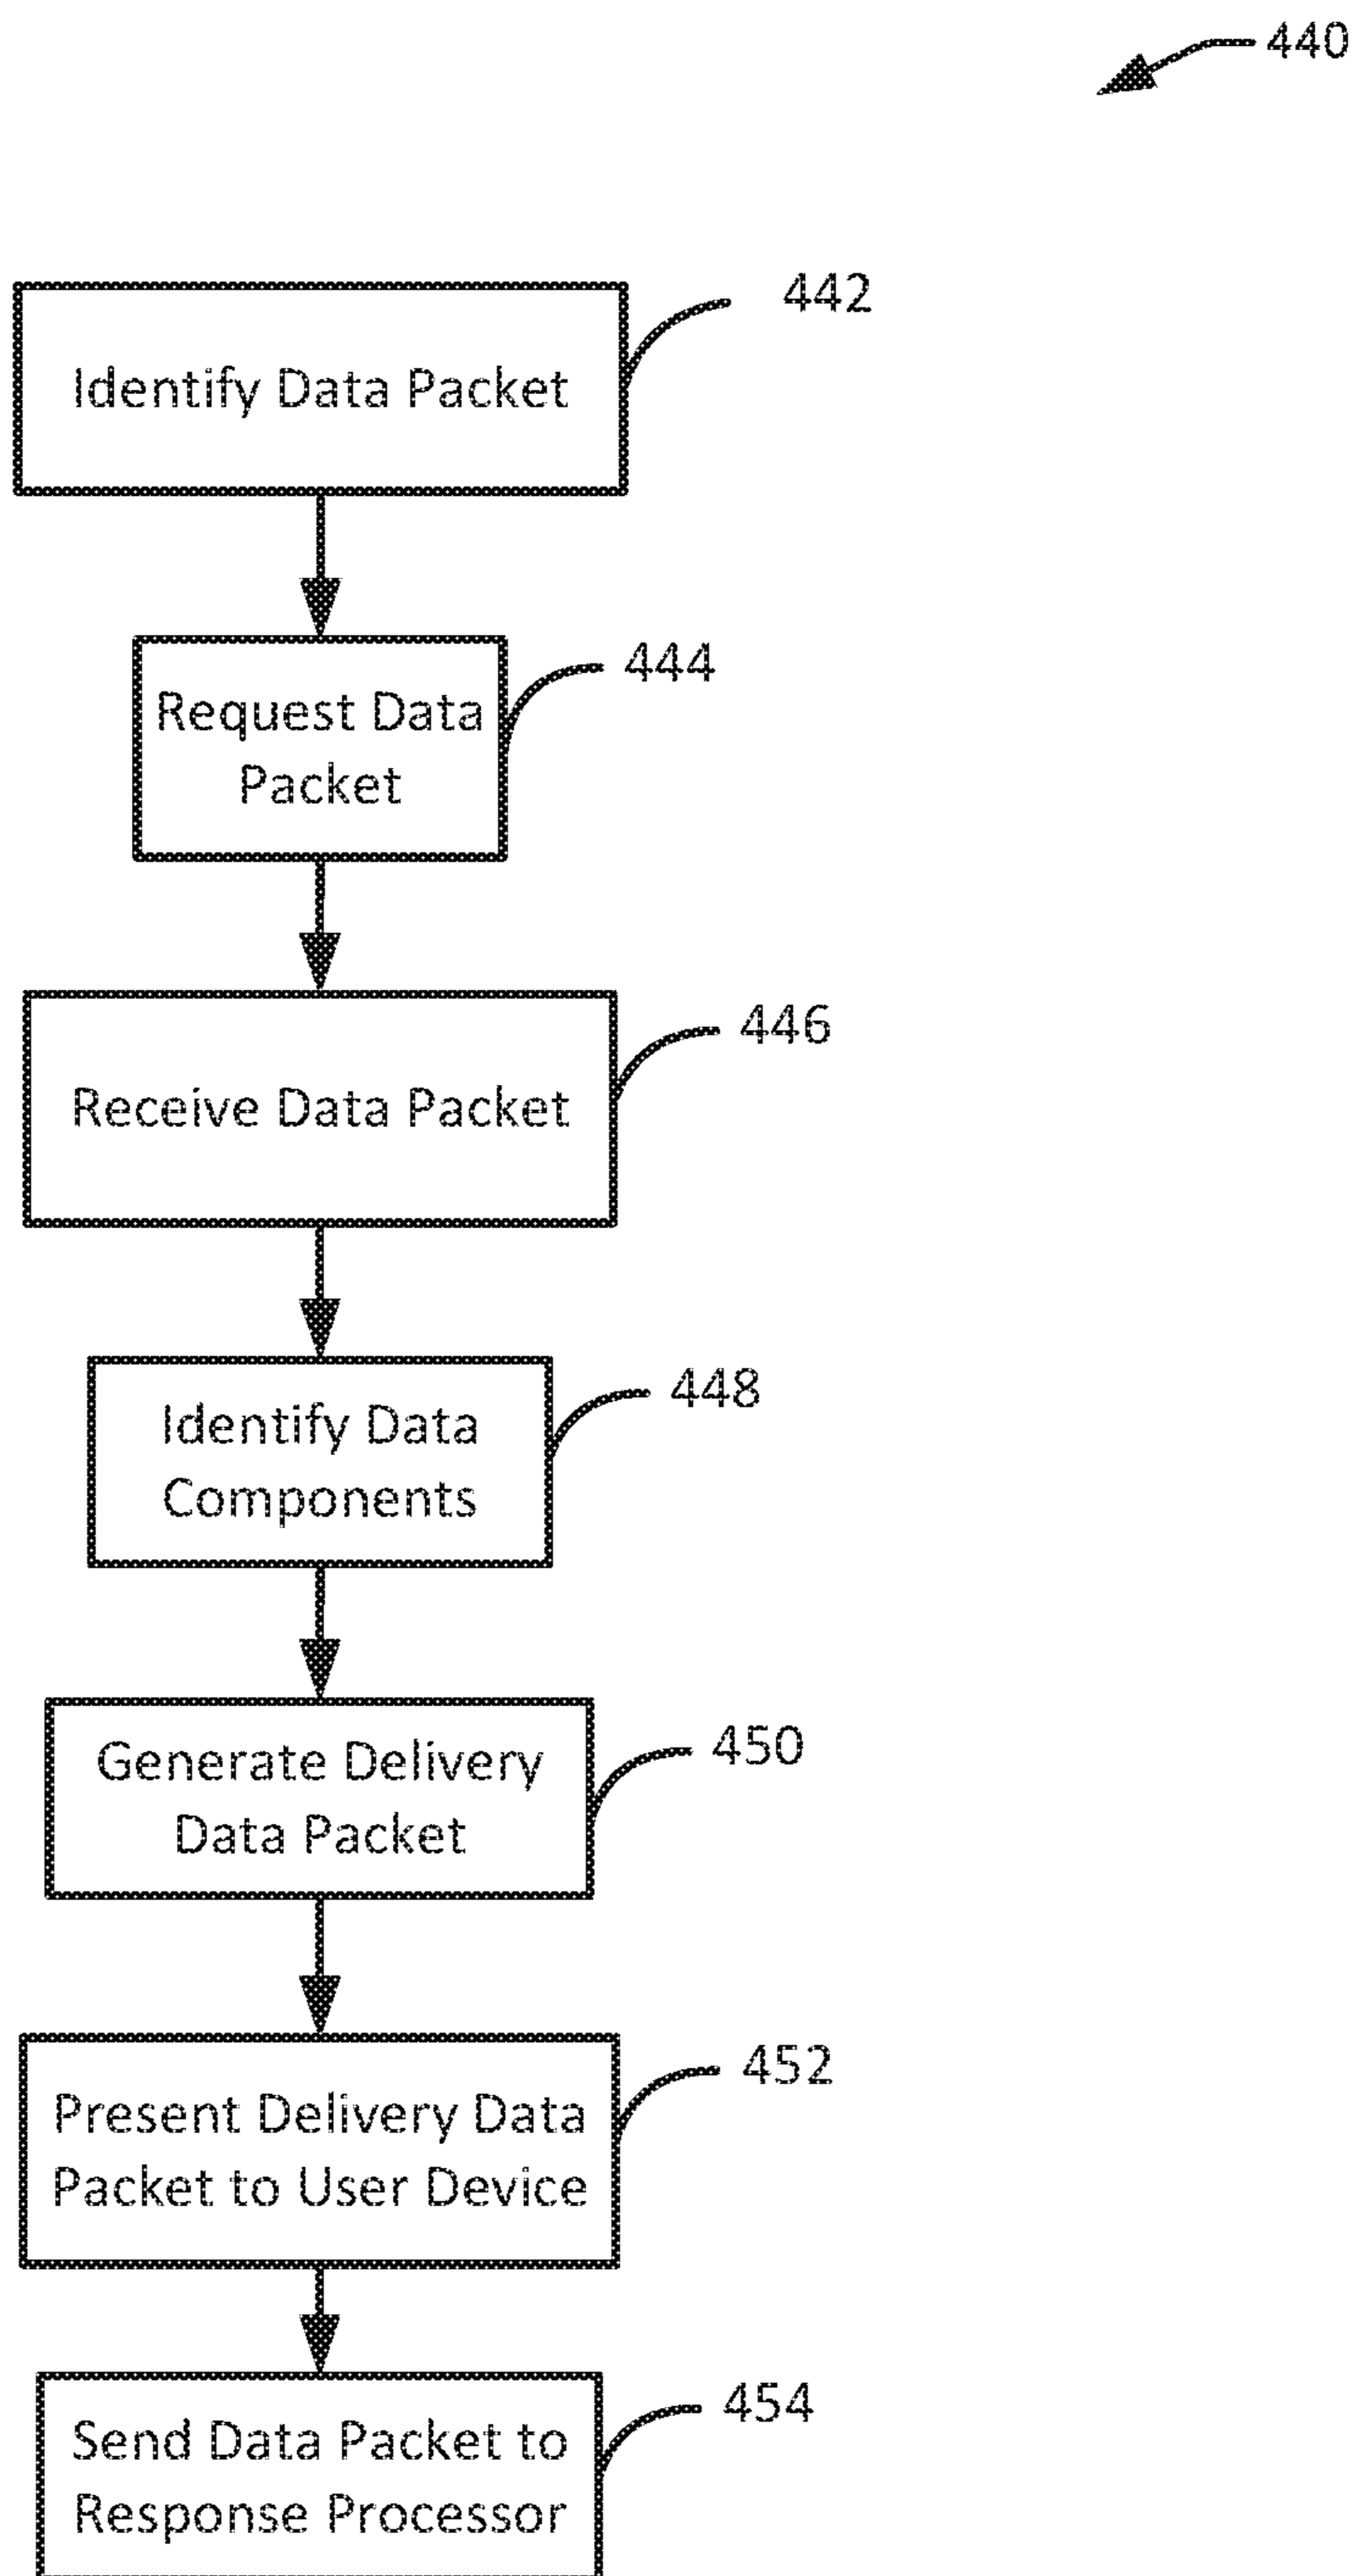 440
442
Identify Data Packet
444
Request Data
Packet
446
Receive Data Packet
448
Identify Data
Components
450
Generate Delivery
Data Packet
452
Present Delivery Data
Packet to User Device
454
Send Data Packet to
Response Processor